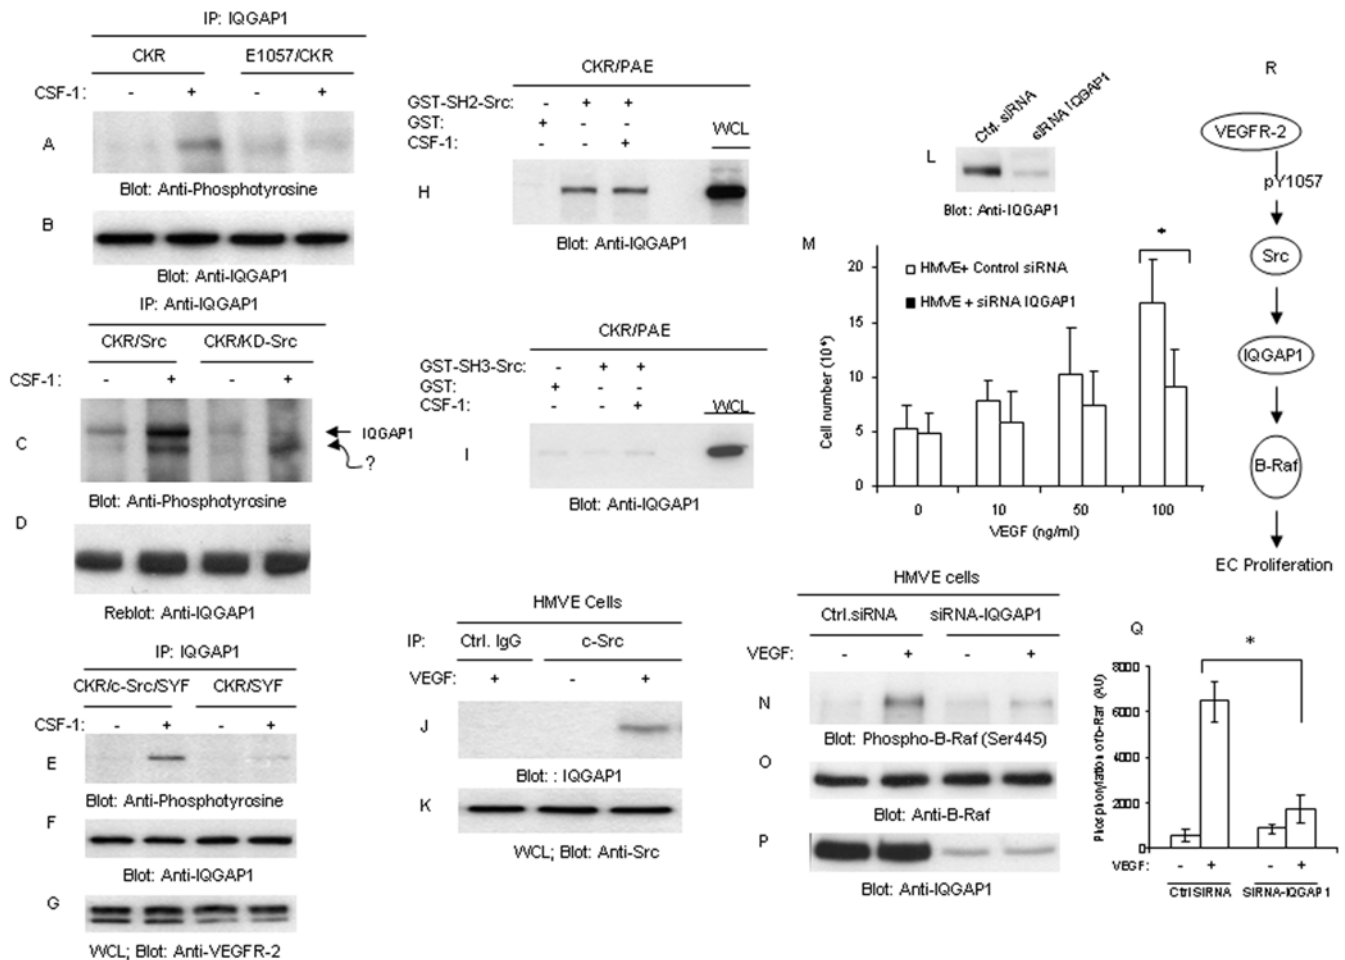 IP: IQGAP1
CKR E1057/CKR
CSF-1: - + - +
A
Blot: Anti-Phosphotyrosine
B
Blot: Anti-IQGAP1
IP: Anti-IQGAP1
CKR/Src CKR/KD-Src
CSF-1: - + - +
C
IQGAP1
?
Blot: Anti-Phosphotyrosine
D
Reblot: Anti-IQGAP1
IP: IQGAP1
CKR/c-Src/SYF CKR/SYF
CSF-1: - + - +
E
Blot: Anti-Phosphotyrosine
F
Blot: Anti-IQGAP1
G
WCL; Blot: Anti-VEGFR-2
CKR/PAE
GST-SH2-Src: - + +
GST: + - -
CSF-1: - - +
WCL
H
Blot: Anti-IQGAP1
CKR/PAE
GST-SH3-Src: - + +
GST: + - -
CSF-1: - - +
WCL
I
Blot: Anti-IQGAP1
HMVE Cells
IP: Ctrl. IgG c-Src
VEGF: + - +
J
Blot: : IQGAP1
K
WCL; Blot: Anti-Src
Ctrl. siRNA
siRNA IQGAP1
L
Blot: Anti-IQGAP1
M
*
HMVE+ Control siRNA
HMVE + siRNA IQGAP1
Cell number (10⁴)
20
15
10
5
0
0 10 50 100
VEGF (ng/ml)
HMVE cells
Ctrl.siRNA siRNA-IQGAP1
VEGF: - + - +
N
Blot: Phospho-B-Raf (Ser445)
O
Blot: Anti-B-Raf
P
Blot: Anti-IQGAP1
R
VEGFR-2
pY1057
Src
IQGAP1
B-Raf
EC Proliferation
Q
*
Phosphorylation of b-Raf (AU)
8000
6000
4000
2000
0
VEGF: - + - +
Ctrl SIRNA SIRNA-IQGAP1